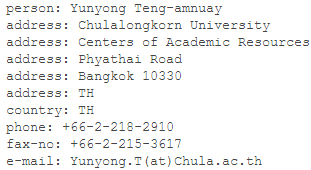 person: Yunyong Teng-amnuay
address: Chulalongkorn University
address: Centers of Academic Resources
address: Phyathai Road
address: Bangkok 10330
address: TH
country: TH
phone: +66-2-218-2910
fax-no: +66-2-215-3617
e-mail: Yunyong.T(at)Chula.ac.th